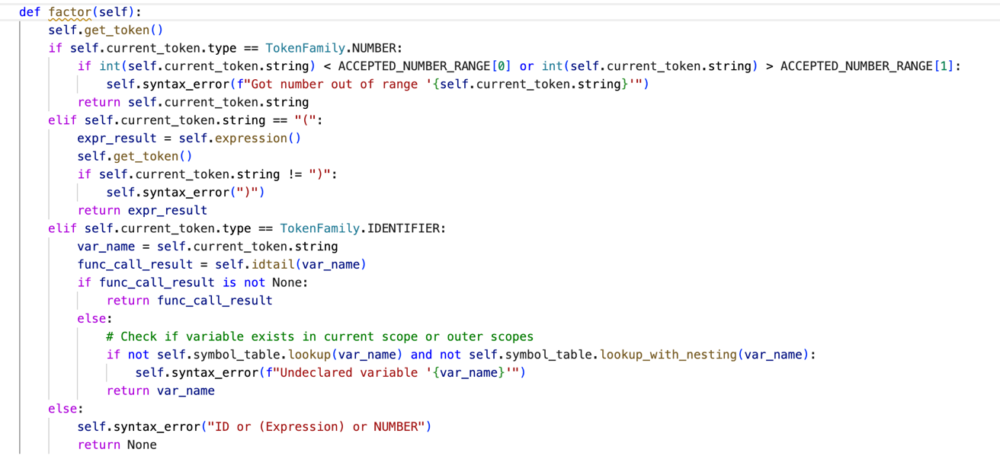 def factor(self):
    self.get_token()
    if self.current_token.type == TokenFamily.NUMBER:
        if int(self.current_token.string) < ACCEPTED_NUMBER_RANGE[0] or int(self.current_token.string) > ACCEPTED_NUMBER_RANGE[1]:
            self.syntax_error(f"Got number out of range '{self.current_token.string}'")
        return self.current_token.string
    elif self.current_token.string == "(":
        expr_result = self.expression()
        self.get_token()
        if self.current_token.string != ")":
            self.syntax_error(")")
        return expr_result
    elif self.current_token.type == TokenFamily.IDENTIFIER:
        var_name = self.current_token.string
        func_call_result = self.idtail(var_name)
        if func_call_result is not None:
            return func_call_result
        else:
            # Check if variable exists in current scope or outer scopes
            if not self.symbol_table.lookup(var_name) and not self.symbol_table.lookup_with_nesting(var_name):
                self.syntax_error(f"Undeclared variable '{var_name}'")
            return var_name
    else:
        self.syntax_error("ID or (Expression) or NUMBER")
        return None